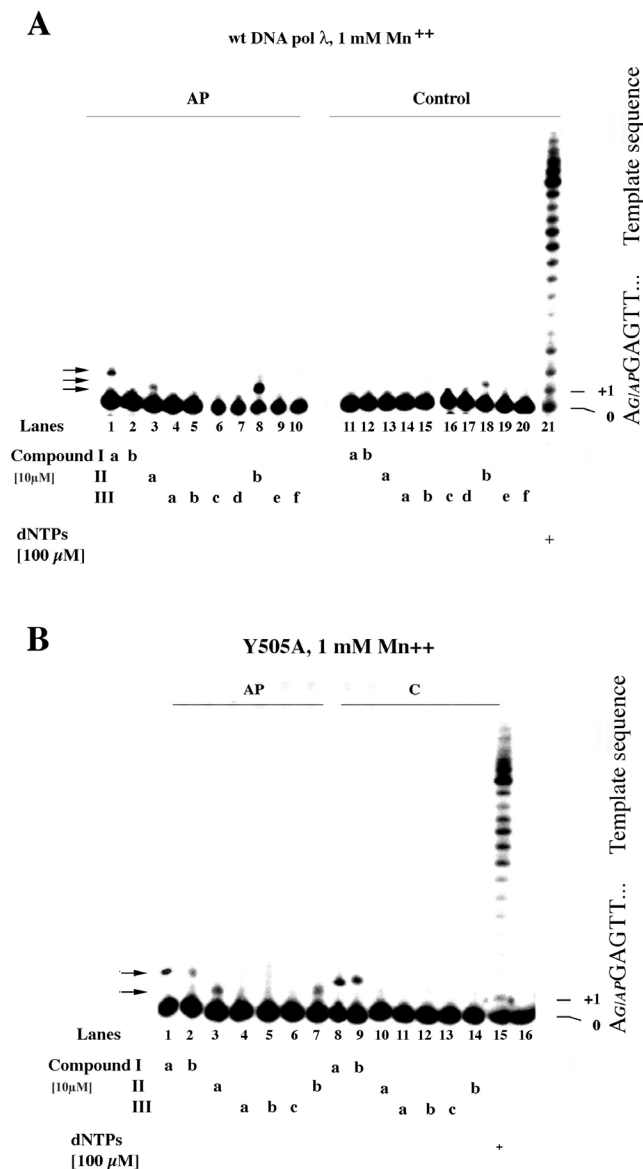 A
wt DNA pol λ, 1 mM Mn++
AP Control
Template sequence
AG/APGAGTT...
+1
0
Lanes 1 2 3 4 5 6 7 8 9 10 11 12 13 14 15 16 17 18 19 20 21
Compound I a b a b
[10µM] II a b a b
III a b c d e f a b c d e f
dNTPs +
[100 µM]
B
Y505A, 1 mM Mn++
AP C
Template sequence
AG/APGAGTT...
+1
0
Lanes 1 2 3 4 5 6 7 8 9 10 11 12 13 14 15 16
Compound I a b a b
[10µM] II a b a b
III a b c a b c
dNTPs +
[100 µM]